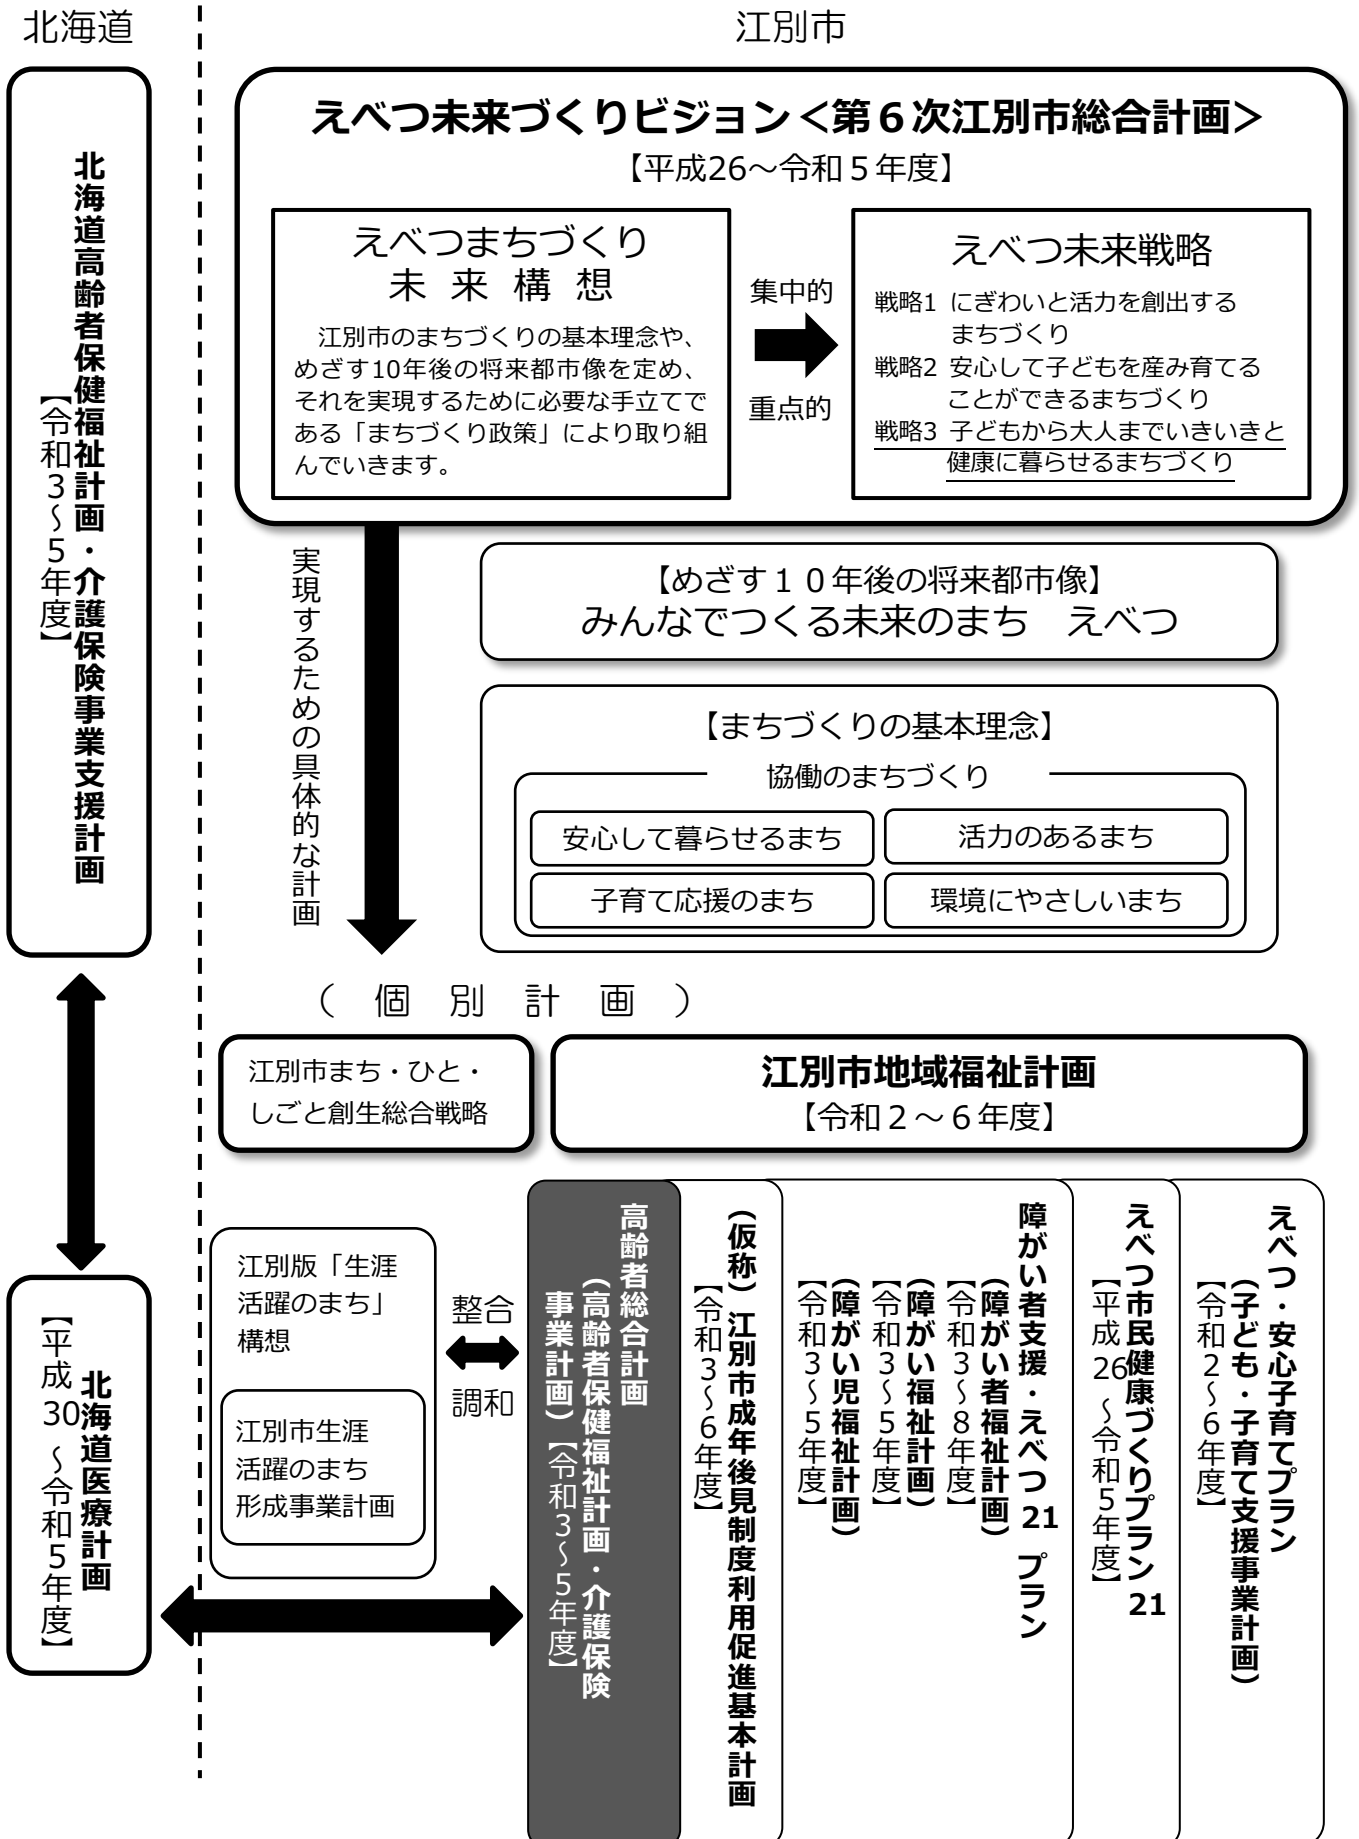 北海道
江別市
北海道高齢者保健福祉計画・介護保険事業支援計画
【令和３～５年度】
えべつ未来づくりビジョン＜第６次江別市総合計画＞
【平成26～令和５年度】
えべつまちづくり
未来構想
江別市のまちづくりの基本理念や、
めざす10年後の将来都市像を定め、
それを実現するために必要な手立てで
ある「まちづくり政策」により取り組
んでいきます。
集中的
重点的
えべつ未来戦略
戦略1 にぎわいと活力を創出する
まちづくり
戦略2 安心して子どもを産み育てる
ことができるまちづくり
戦略3 子どもから大人までいきいきと
健康に暮らせるまちづくり
実現するための具体的な計画
【めざす１０年後の将来都市像】
みんなでつくる未来のまち　えべつ
【まちづくりの基本理念】
協働のまちづくり
安心して暮らせるまち
活力のあるまち
子育て応援のまち
環境にやさしいまち
（個別計画）
江別市まち・ひと・
しごと創生総合戦略
江別市地域福祉計画
【令和２～６年度】
北海道医療計画
【平成30～令和５年度】
江別版「生涯
活躍のまち」
構想
江別市生涯
活躍のまち
形成事業計画
整合
調和
高齢者総合計画
（高齢者保健福祉計画・介護保険
事業計画）【令和３～５年度】
（仮称）江別市成年後見制度利用促進基本計画
【令和３～６年度】
障がい者支援・えべつ21プラン
（障がい者福祉計画）
【令和３～８年度】
（障がい福祉計画）
【令和３～５年度】
（障がい児福祉計画）
【令和３～５年度】
えべつ市民健康づくりプラン21
【平成26～令和５年度】
えべつ・安心子育てプラン
（子ども・子育て支援事業計画）
【令和２～６年度】